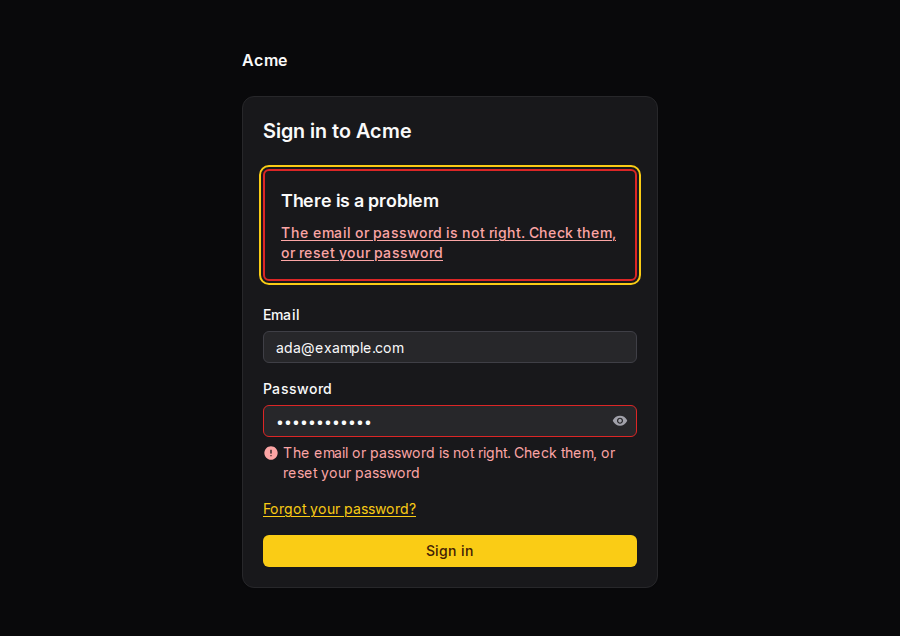 Acme
Sign in to Acme
There is a problem
The email or password is not right. Check them,
or reset your password
Email
ada@example.com
Password
••••••••••••
The email or password is not right. Check them, or
reset your password
Forgot your password?
Sign in